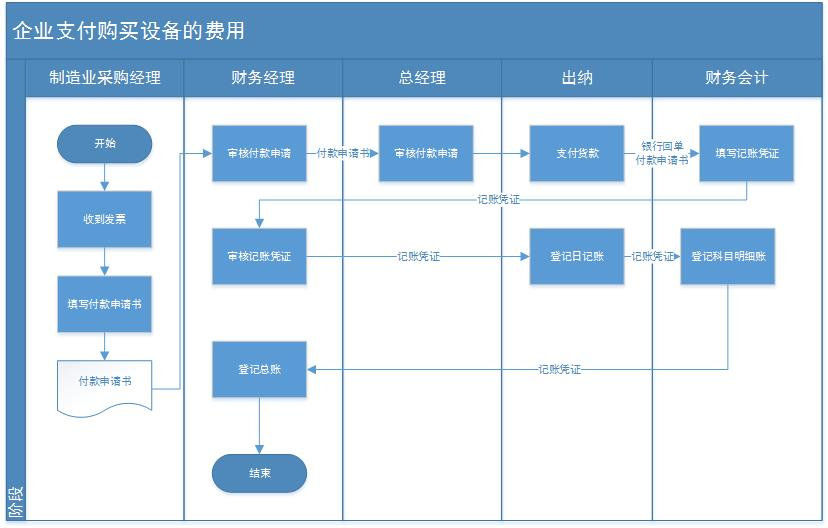 企业支付购买设备的费用
制造业采购经理
财务经理
总经理
出纳
财务会计
开始
审核付款申请
付款申请书
审核付款申请
支付货款
银行回单
付款申请书
填写记账凭证
收到发票
记账凭证
审核记账凭证
记账凭证
登记日记账
记账凭证
登记科目明细账
填写付款申请书
付款申请书
登记总账
记账凭证
结束
阶段